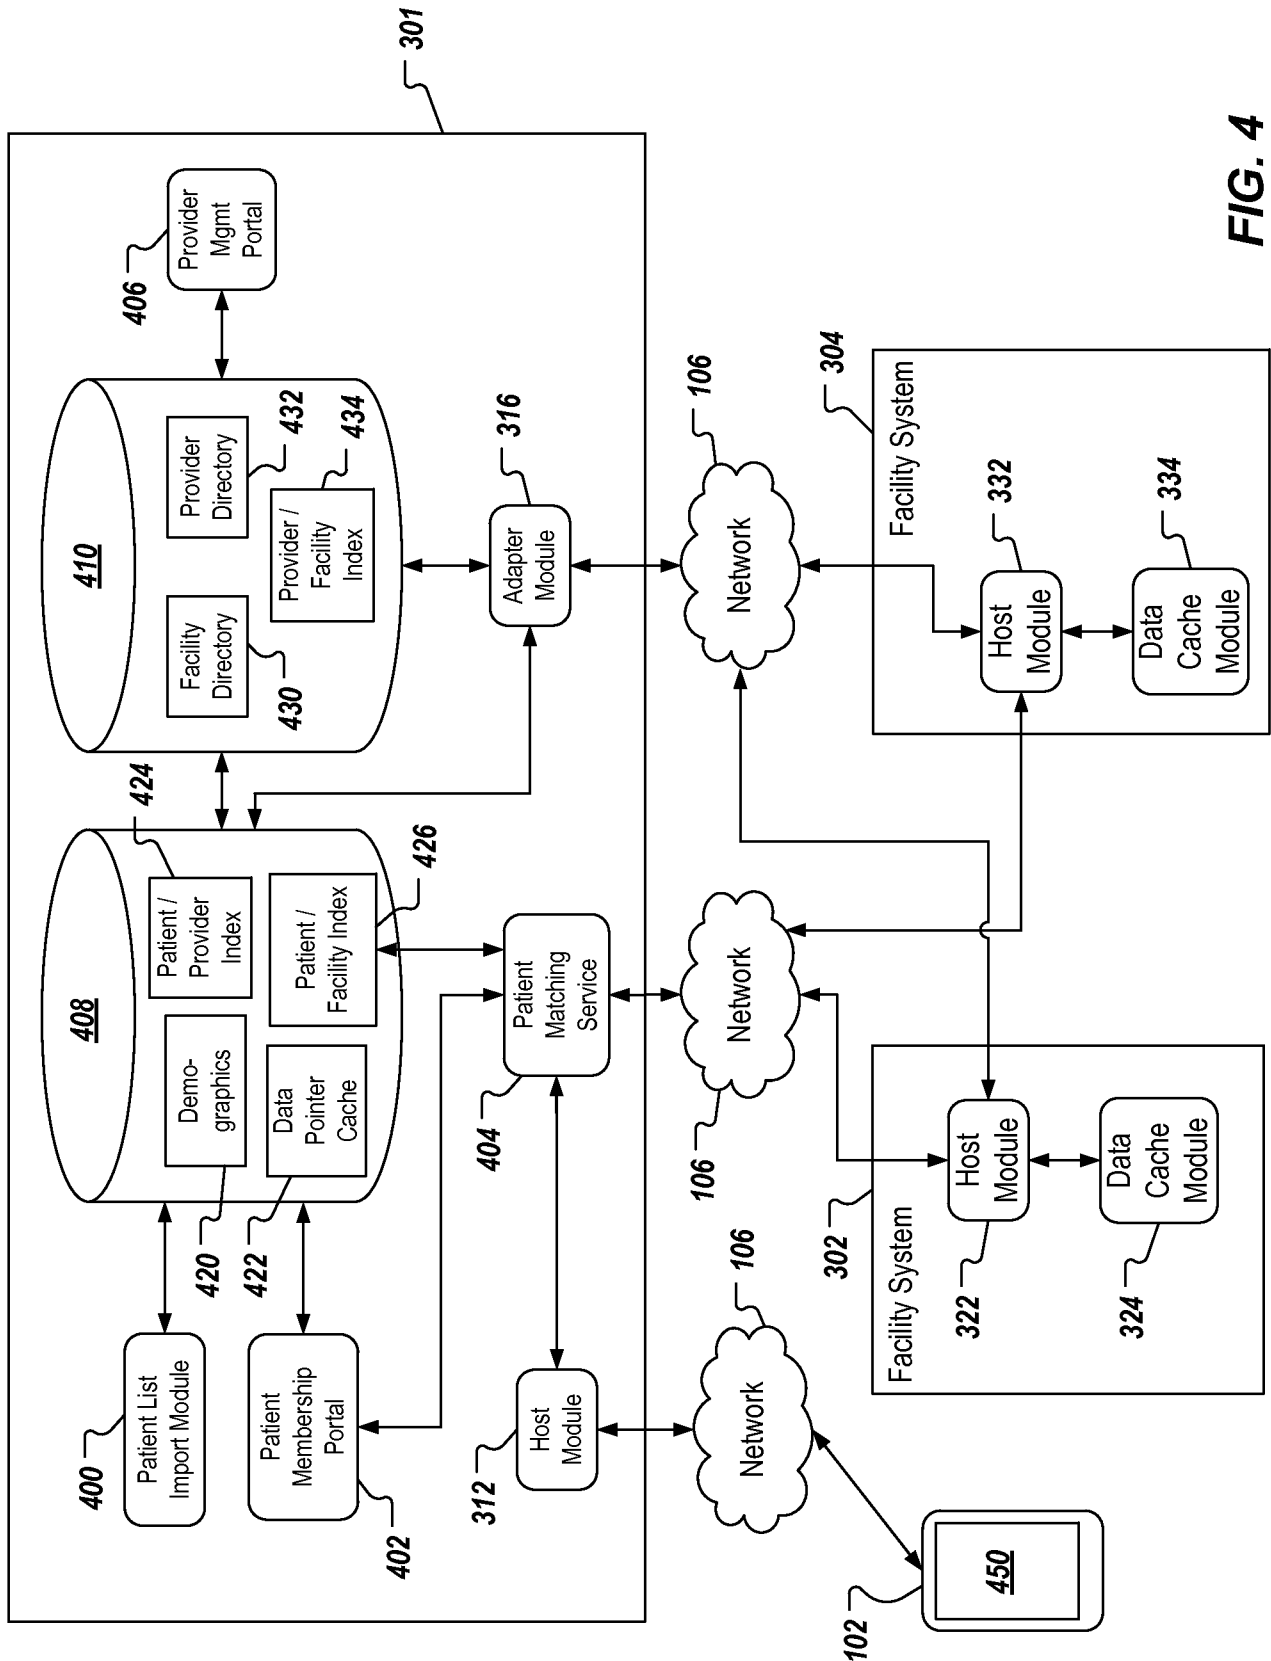 301
400
Patient List
Import Module
408
424
410
406
Provider
Mgmt
Portal
Demo-
graphics
420
Patient /
Provider
Index
Facility
Directory
430
Provider
Directory
432
402
Patient
Membership
Portal
422
Data
Pointer
Cache
Patient /
Facility Index
426
Provider /
Facility
Index
434
312
Host
Module
404
Patient
Matching
Service
Adapter
Module
316
Network
106
Network
106
Network
106
102
450
302
Facility System
322
Host
Module
324
Data
Cache
Module
304
Facility System
332
Host
Module
334
Data
Cache
Module
FIG. 4